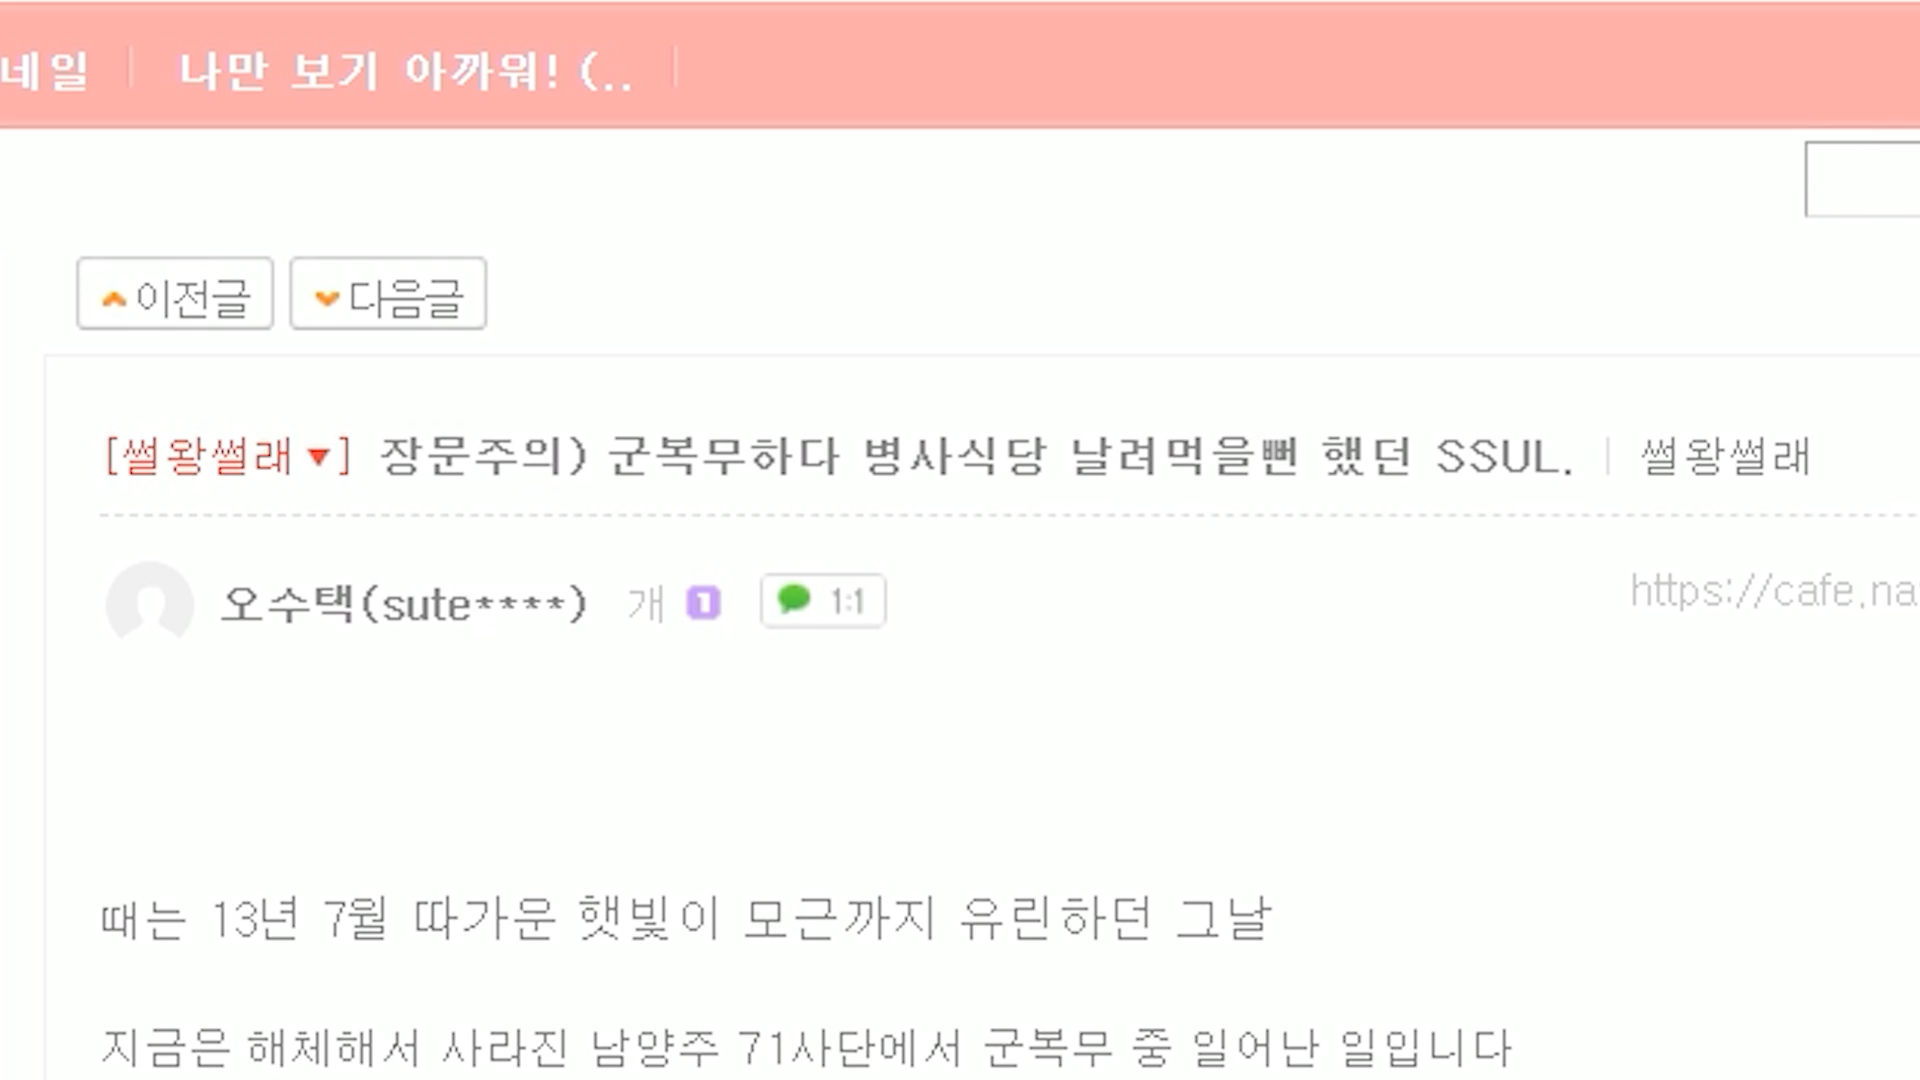 네일 나만 보기 아까워! (..
이전글 다음글
[썰왕썰래▼] 장문주의) 군복무하다 병사식당 날려먹을뻔 했던 SSUL. 썰왕썰래
오수택(sute****) 개 1 1:1
https://cafe.na
때는 13년 7월 따가운 햇빛이 모근까지 유린하던 그날
지금은 해체해서 사라진 남양주 71사단에서 군복무 중 일어난 일입니다